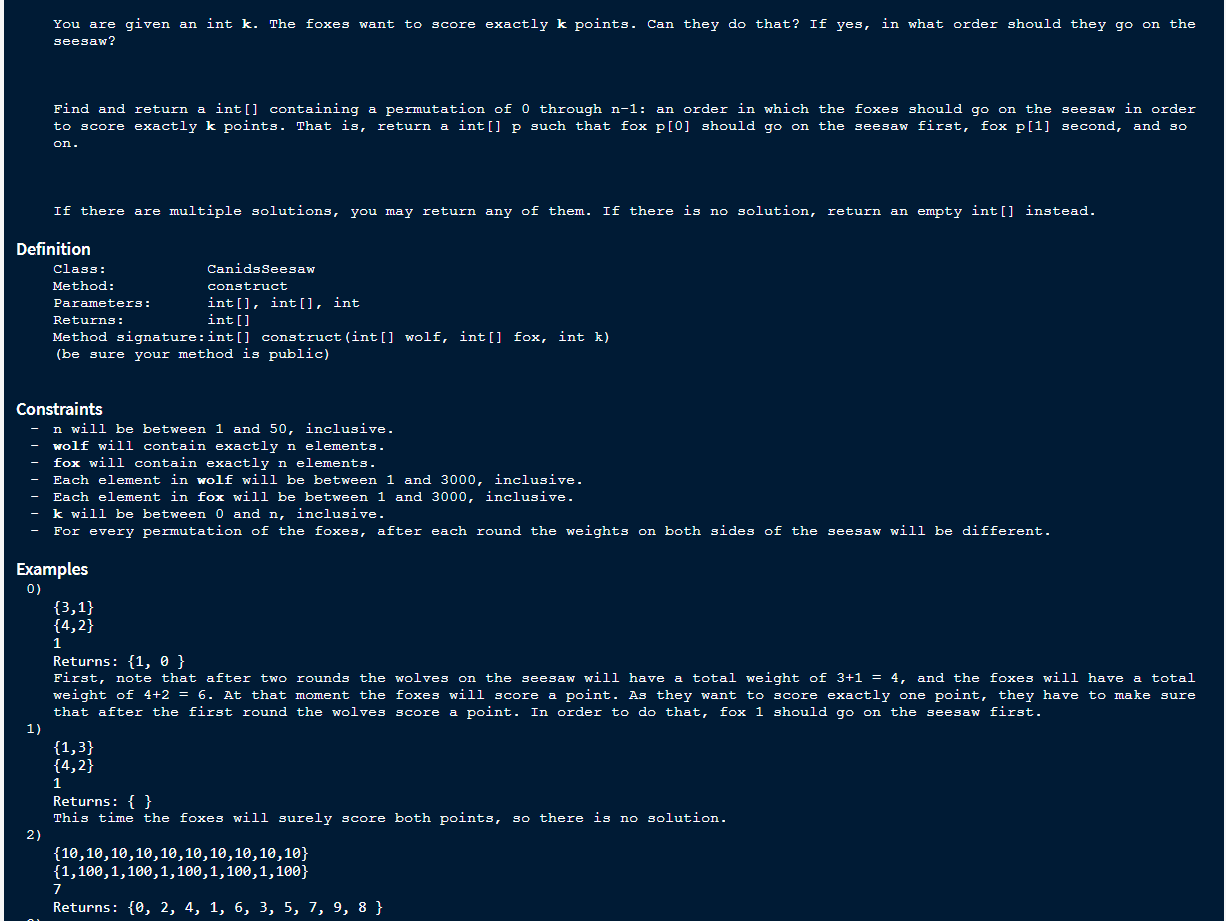 You are given an int k. The foxes want to score exactly k points. Can they do that? If yes, in what order should they go on the
seesaw?
Find and return a int[] containing a permutation of 0 through n-1: an order in which the foxes should go on the seesaw in order
to score exactly k points. That is, return a int[] p such that fox p[0] should go on the seesaw first, fox p[1] second, and so
on.
If there are multiple solutions, you may return any of them. If there is no solution, return an empty int[] instead.
Definition
Class: CanidsSeesaw
Method: construct
Parameters: int[], int[], int
Returns: int[]
Method signature: int[] construct(int[] wolf, int[] fox, int k)
(be sure your method is public)
Constraints
- n will be between 1 and 50, inclusive.
- wolf will contain exactly n elements.
- fox will contain exactly n elements.
- Each element in wolf will be between 1 and 3000, inclusive.
- Each element in fox will be between 1 and 3000, inclusive.
- k will be between 0 and n, inclusive.
- For every permutation of the foxes, after each round the weights on both sides of the seesaw will be different.
Examples
0)
{3,1}
{4,2}
1
Returns: {1, 0 }
First, note that after two rounds the wolves on the seesaw will have a total weight of 3+1 = 4, and the foxes will have a total
weight of 4+2 = 6. At that moment the foxes will score a point. As they want to score exactly one point, they have to make sure
that after the first round the wolves score a point. In order to do that, fox 1 should go on the seesaw first.
1)
{1,3}
{4,2}
1
Returns: { }
This time the foxes will surely score both points, so there is no solution.
2)
{10,10,10,10,10,10,10,10,10,10}
{1,100,1,100,1,100,1,100,1,100}
7
Returns: {0, 2, 4, 1, 6, 3, 5, 7, 9, 8 }